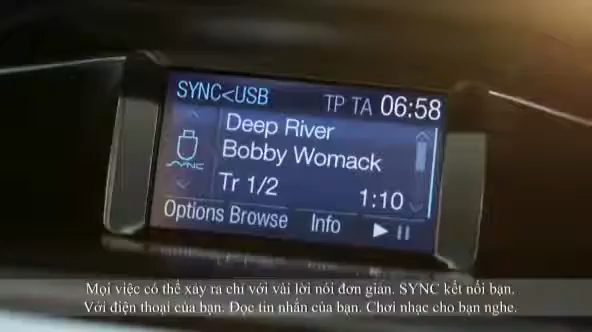 SYNC<USB
TP TA 06:58
Deep River
Bobby Womack
Tr 1/2 1:10
Options Browse Info
SYNC
Mọi việc có thể xảy ra chỉ với vài lời nói đơn giản. SYNC kết nối bạn.
Với điện thoại của bạn. Đọc tin nhắn của bạn. Chơi nhạc cho bạn nghe.